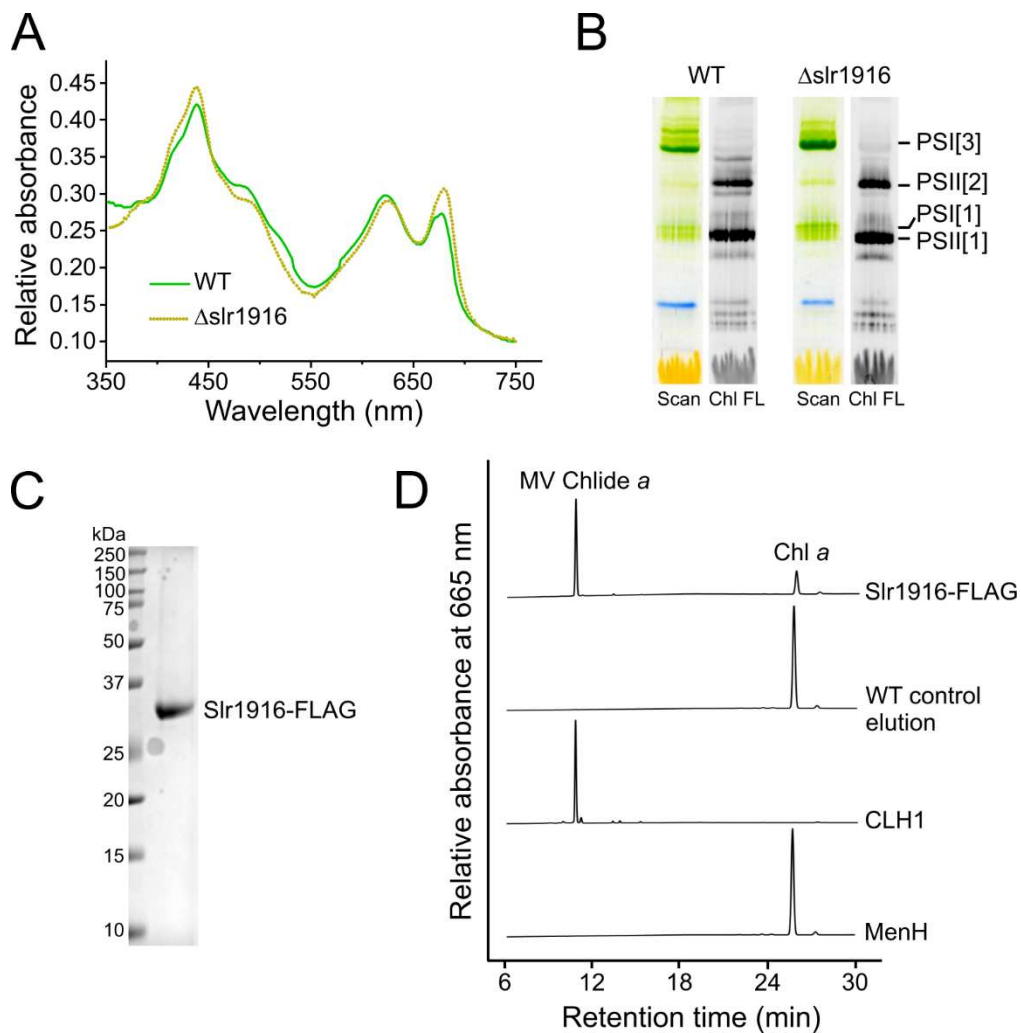 A
Relative absorbance
0.45
0.40
0.35
0.30
0.25
0.20
0.15
0.10
WT
Δslr1916
350
450
550
650
750
Wavelength (nm)
B
WT
Δslr1916
PSI[3]
PSII[2]
PSI[1]
PSII[1]
Scan
Chl FL
Scan
Chl FL
C
kDa
250
150
100
75
50
37
25
20
15
10
Slr1916-FLAG
D
Relative absorbance at 665 nm
MV Chlide a
Chl a
Slr1916-FLAG
WT control
elution
CLH1
MenH
6
12
18
24
30
Retention time (min)